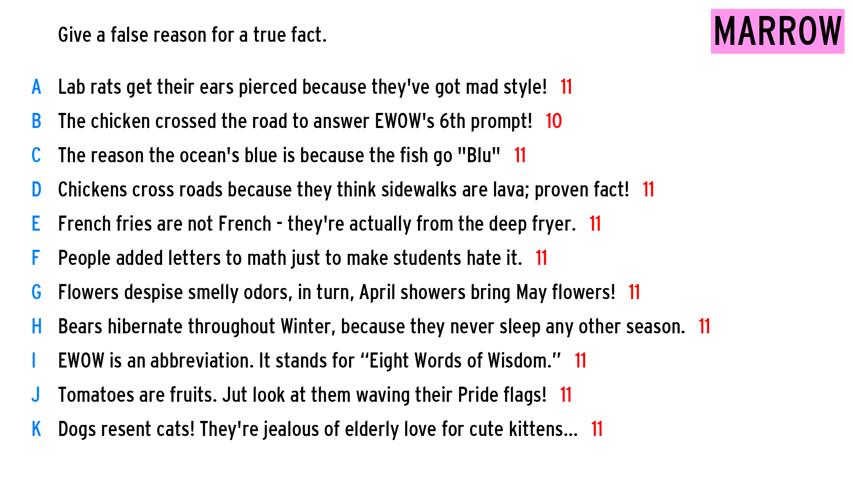 Give a false reason for a true fact.
MARROW
A Lab rats get their ears pierced because they've got mad style! 11
B The chicken crossed the road to answer EWOW's 6th prompt! 10
C The reason the ocean's blue is because the fish go "Blu" 11
D Chickens cross roads because they think sidewalks are lava; proven fact! 11
E French fries are not French - they're actually from the deep fryer. 11
F People added letters to math just to make students hate it. 11
G Flowers despise smelly odors, in turn, April showers bring May flowers! 11
H Bears hibernate throughout Winter, because they never sleep any other season. 11
I EWOW is an abbreviation. It stands for “Eight Words of Wisdom.” 11
J Tomatoes are fruits. Jut look at them waving their Pride flags! 11
K Dogs resent cats! They're jealous of elderly love for cute kittens... 11